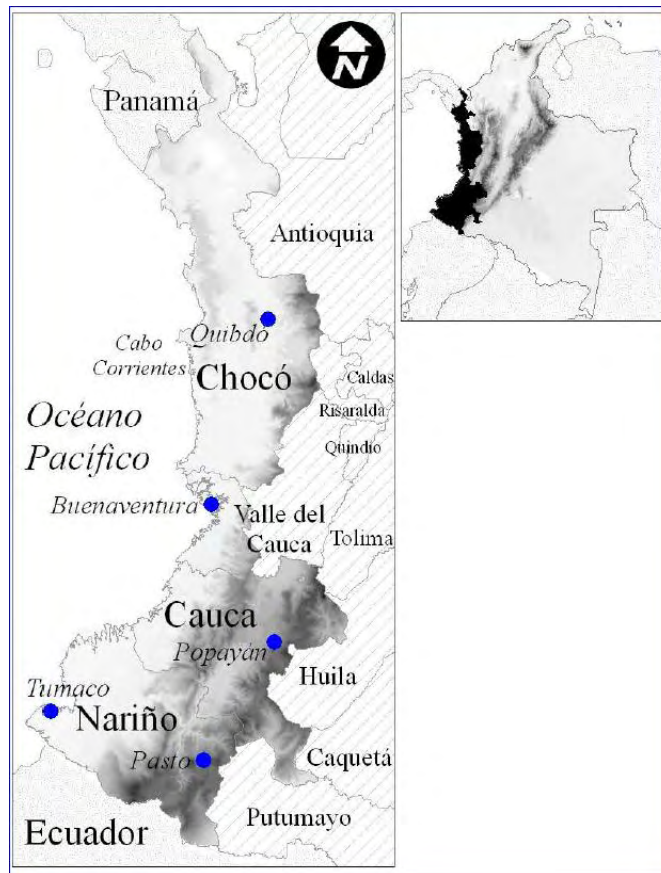 N
Panamá
Antioquia
Quibdó
Cabo
Corrientes
Chocó
Caldas
Risaralda
Quindío
Océano
Pacífico
Buenaventura
Valle del
Cauca
Tolima
Cauca
Popayán
Huila
Tumaco
Nariño
Pasto
Caquetá
Putumayo
Ecuador